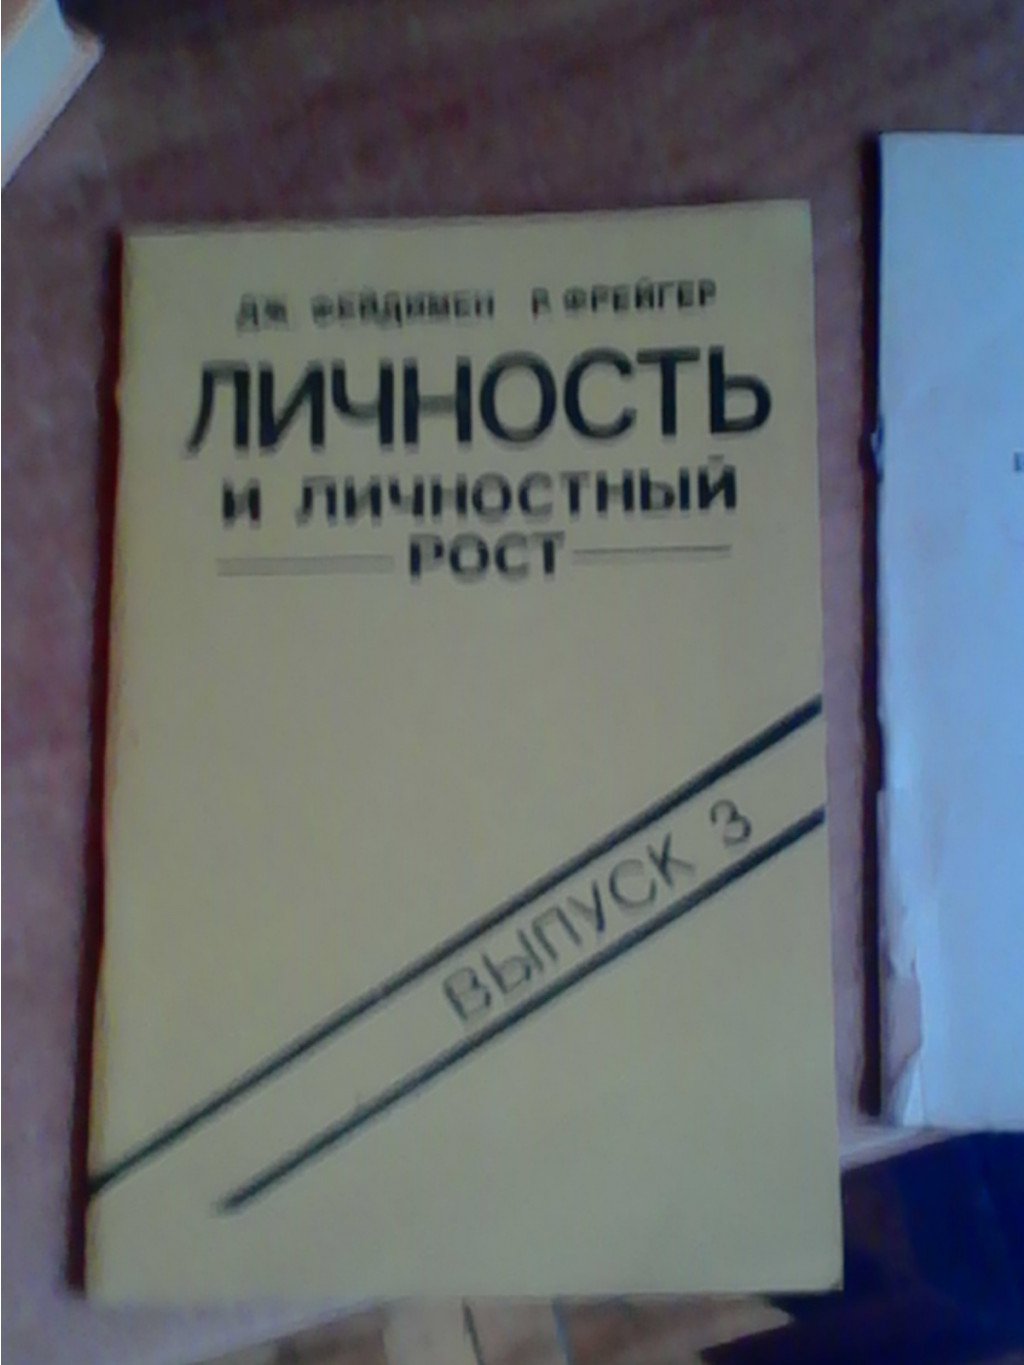 ДЖ. ФЕЙДИМЕН Р. ФРЕЙГЕР
ЛИЧНОСТЬ
И ЛИЧНОСТНЫЙ
РОСТ
ВЫПУСК 3